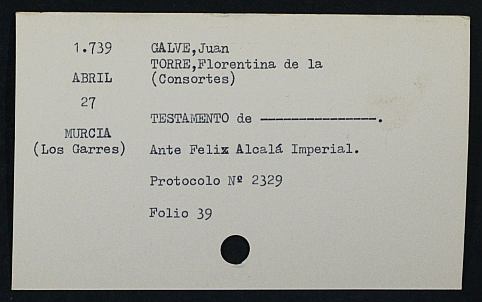 1.739
ABRIL
27
MURCIA
(Los Garres)
GALVE,Juan
TORRE,Florentina de la
(Consortes)
TESTAMENTO de ---------------.
Ante Felix Alcalá Imperial.
Protocolo Nº 2329
Folio 39